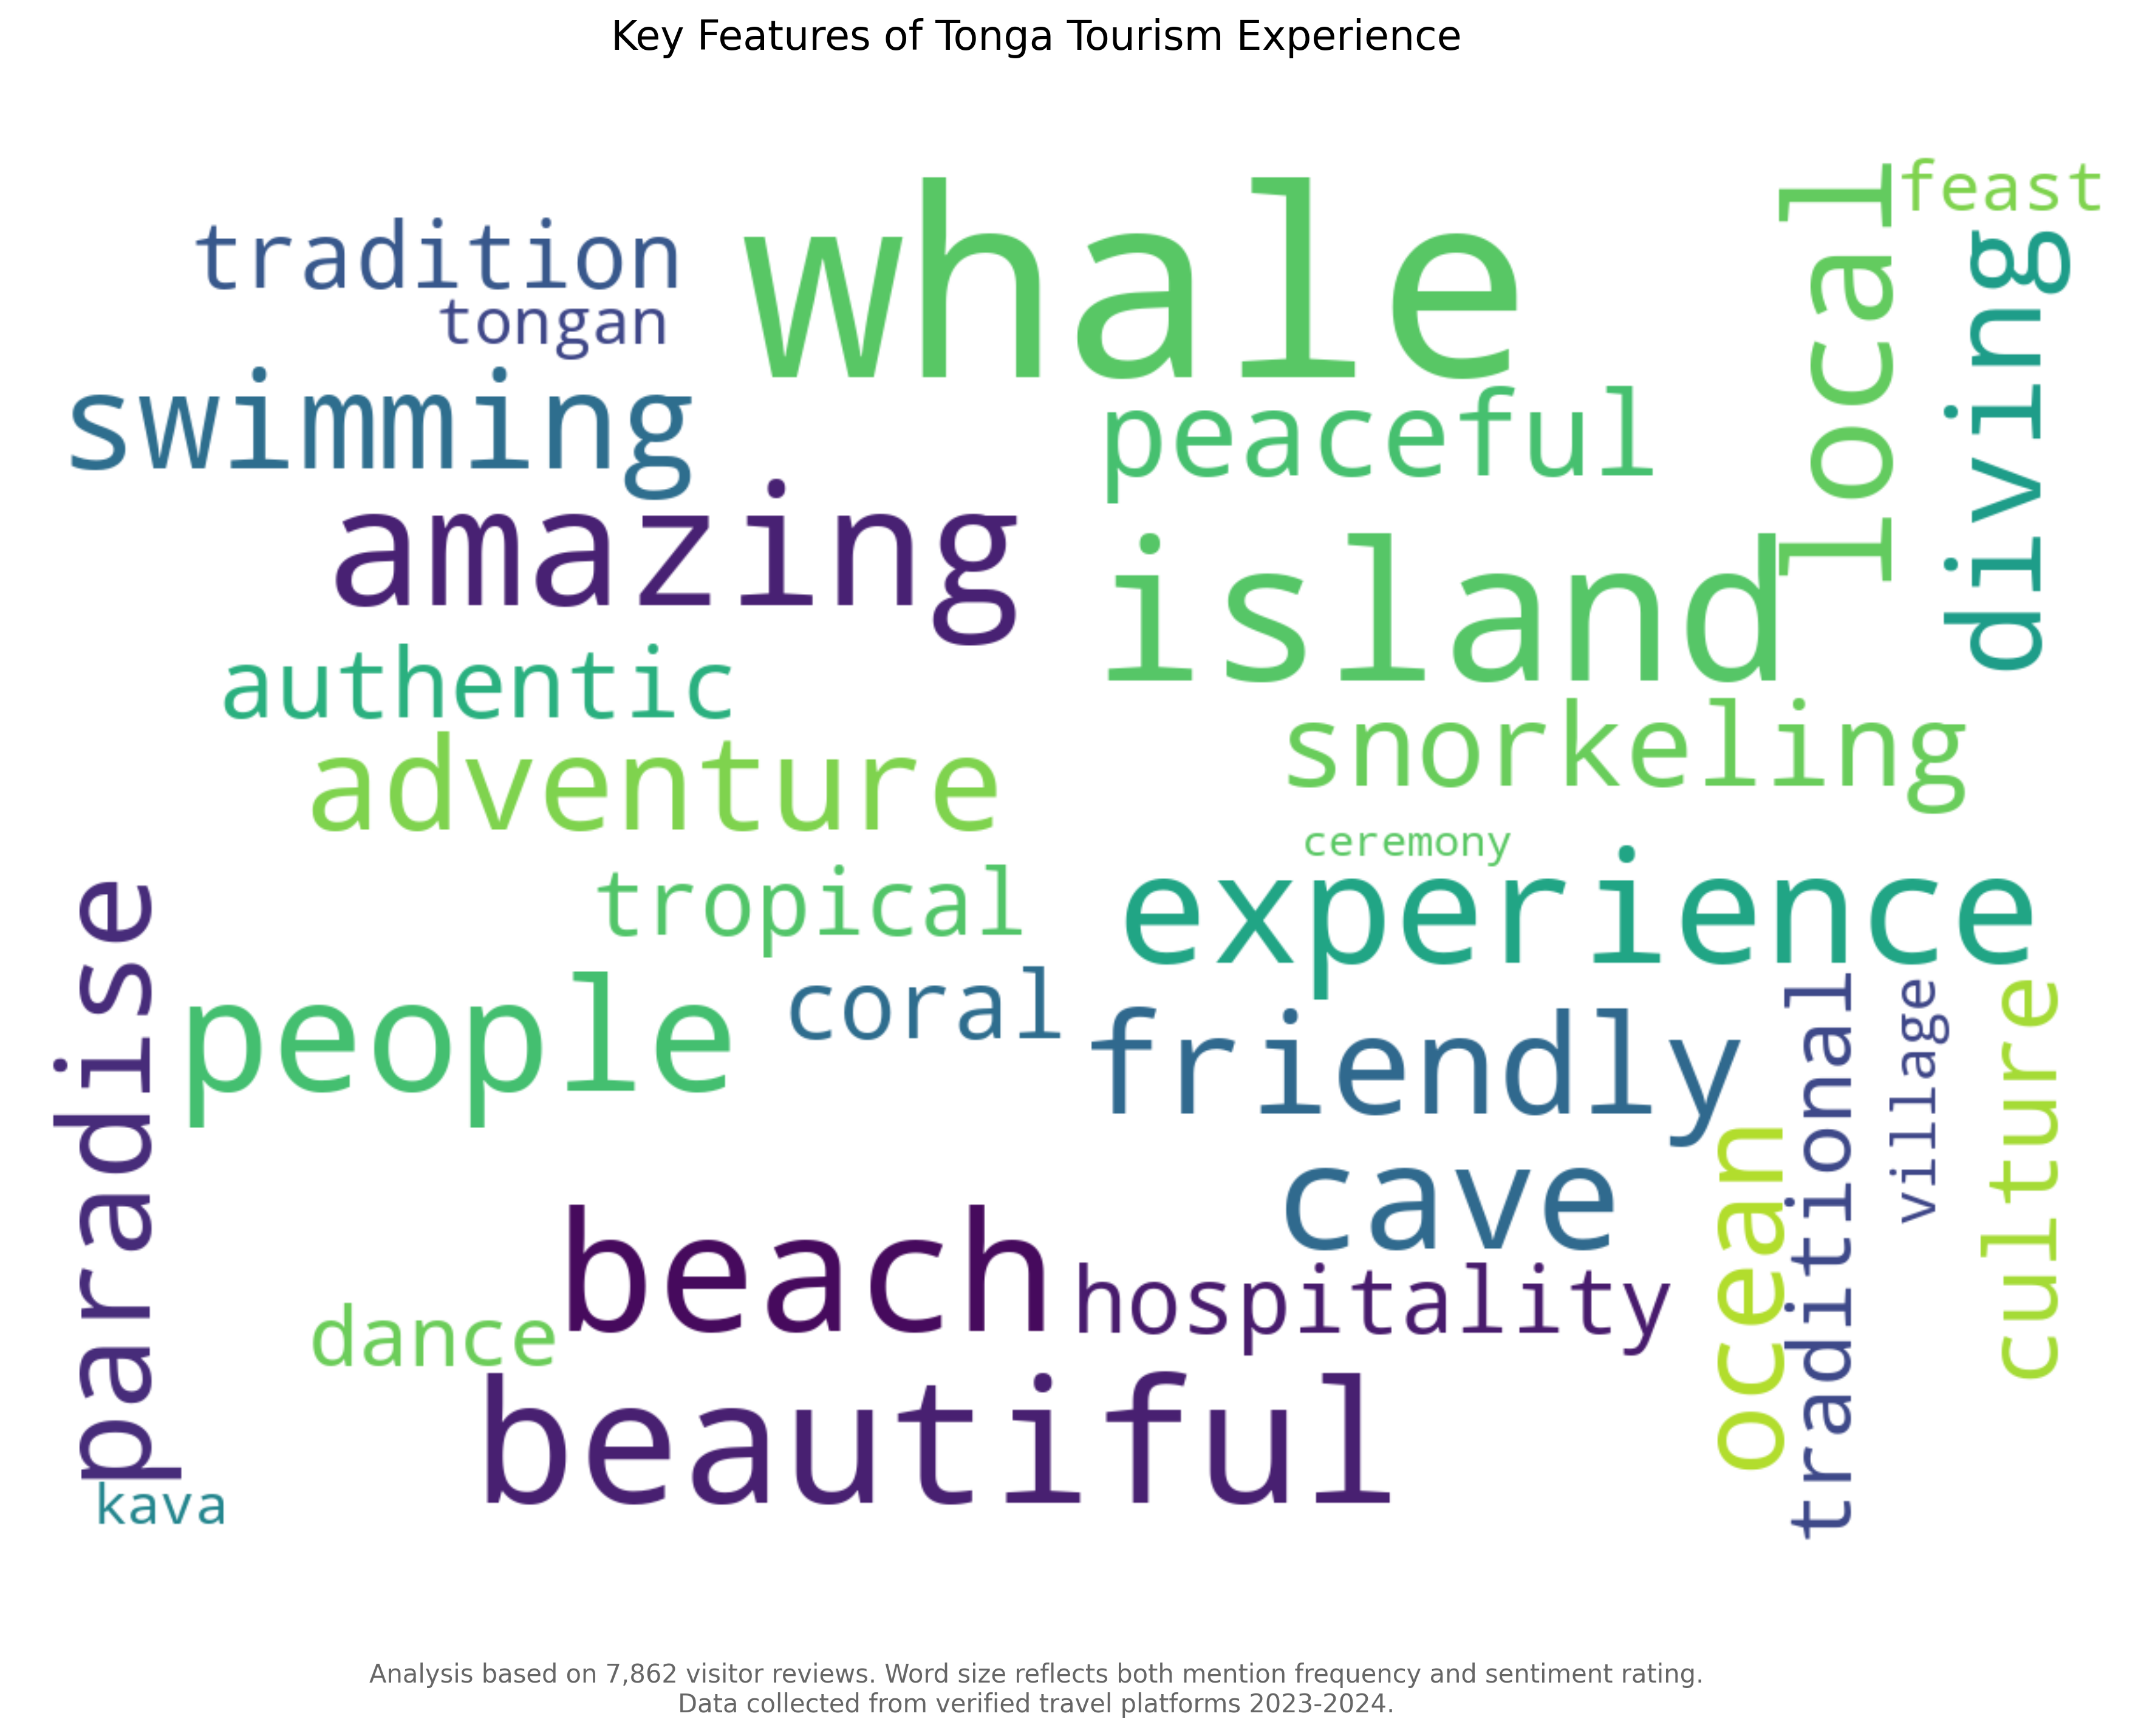 Key Features of Tonga Tourism Experience
feast
local
whale
tradition
diving
tongan
swimming
peaceful
amazing
island
authentic
snorkeling
adventure
ceremony
tropical
experience
paradise
people
coral
friendly
traditional
village
culture
ocean
cave
beach
hospitality
dance
beautiful
kava
Analysis based on 7,862 visitor reviews. Word size reflects both mention frequency and sentiment rating.
Data collected from verified travel platforms 2023-2024.